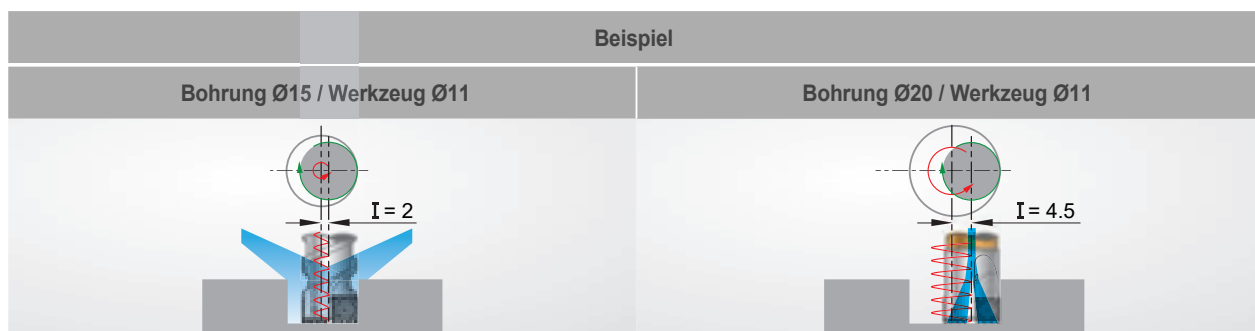 Beispiel
Bohrung Ø15 / Werkzeug Ø11
Bohrung Ø20 / Werkzeug Ø11
I = 2
I = 4.5